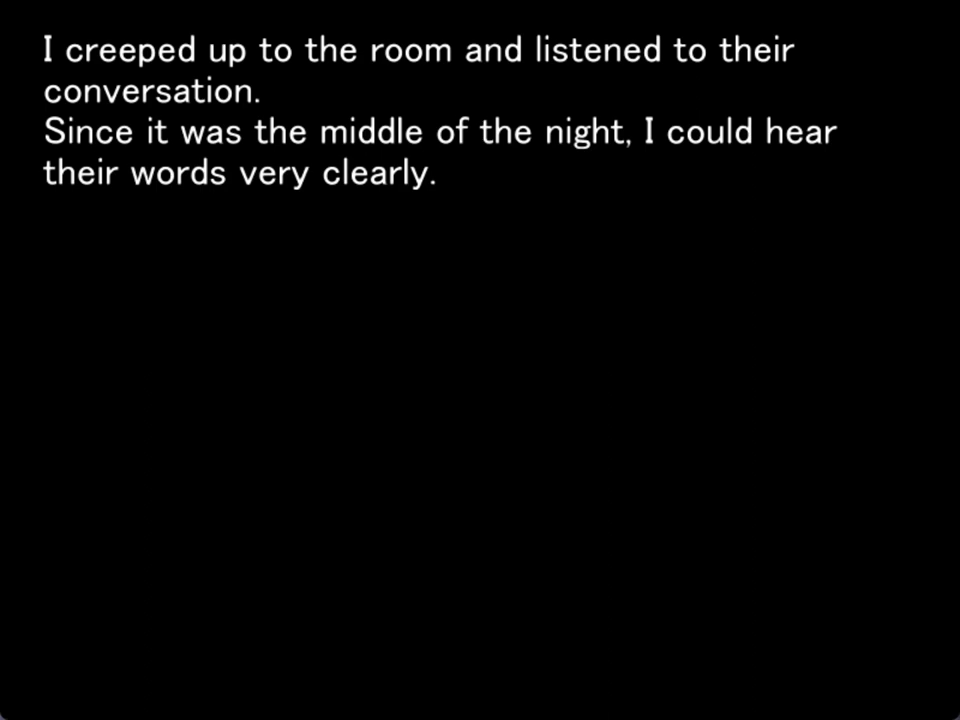 I creeped up to the room and listened to their
conversation.
Since it was the middle of the night, I could hear
their words very clearly.